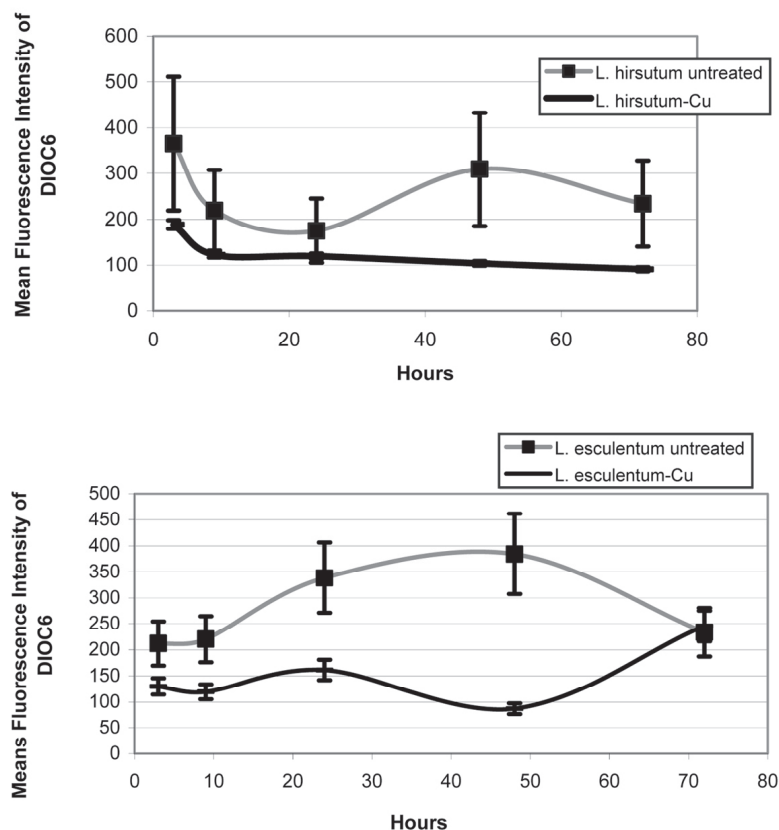 Mean Fluorescence Intensity of
DIOC6
600
500
400
300
200
100
0
0 20 40 60 80
Hours
L. hirsutum untreated
L. hirsutum-Cu
Means Fluorescence Intensity of
DIOC6
L. esculentum untreated
L. esculentum-Cu
500
450
400
350
300
250
200
150
100
50
0
0 10 20 30 40 50 60 70 80
Hours